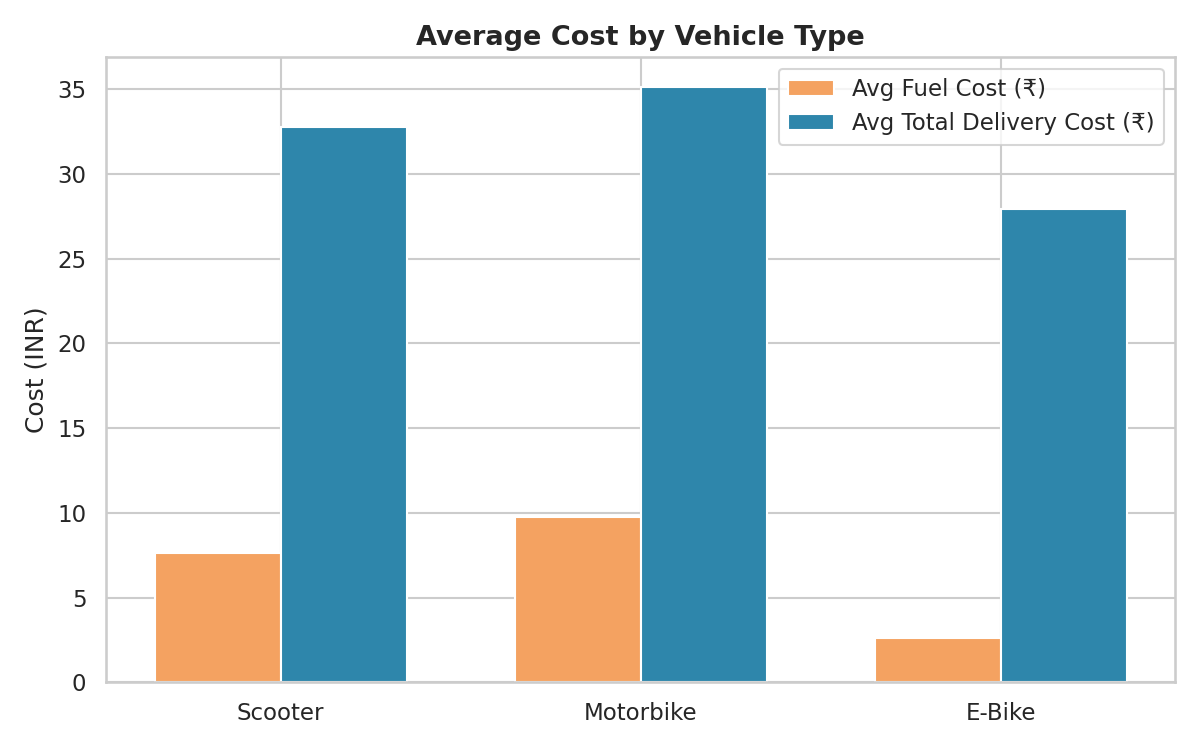 Average Cost by Vehicle Type
Avg Fuel Cost (₹)
Avg Total Delivery Cost (₹)
Cost (INR)
35
30
25
20
15
10
5
0
Scooter
Motorbike
E-Bike